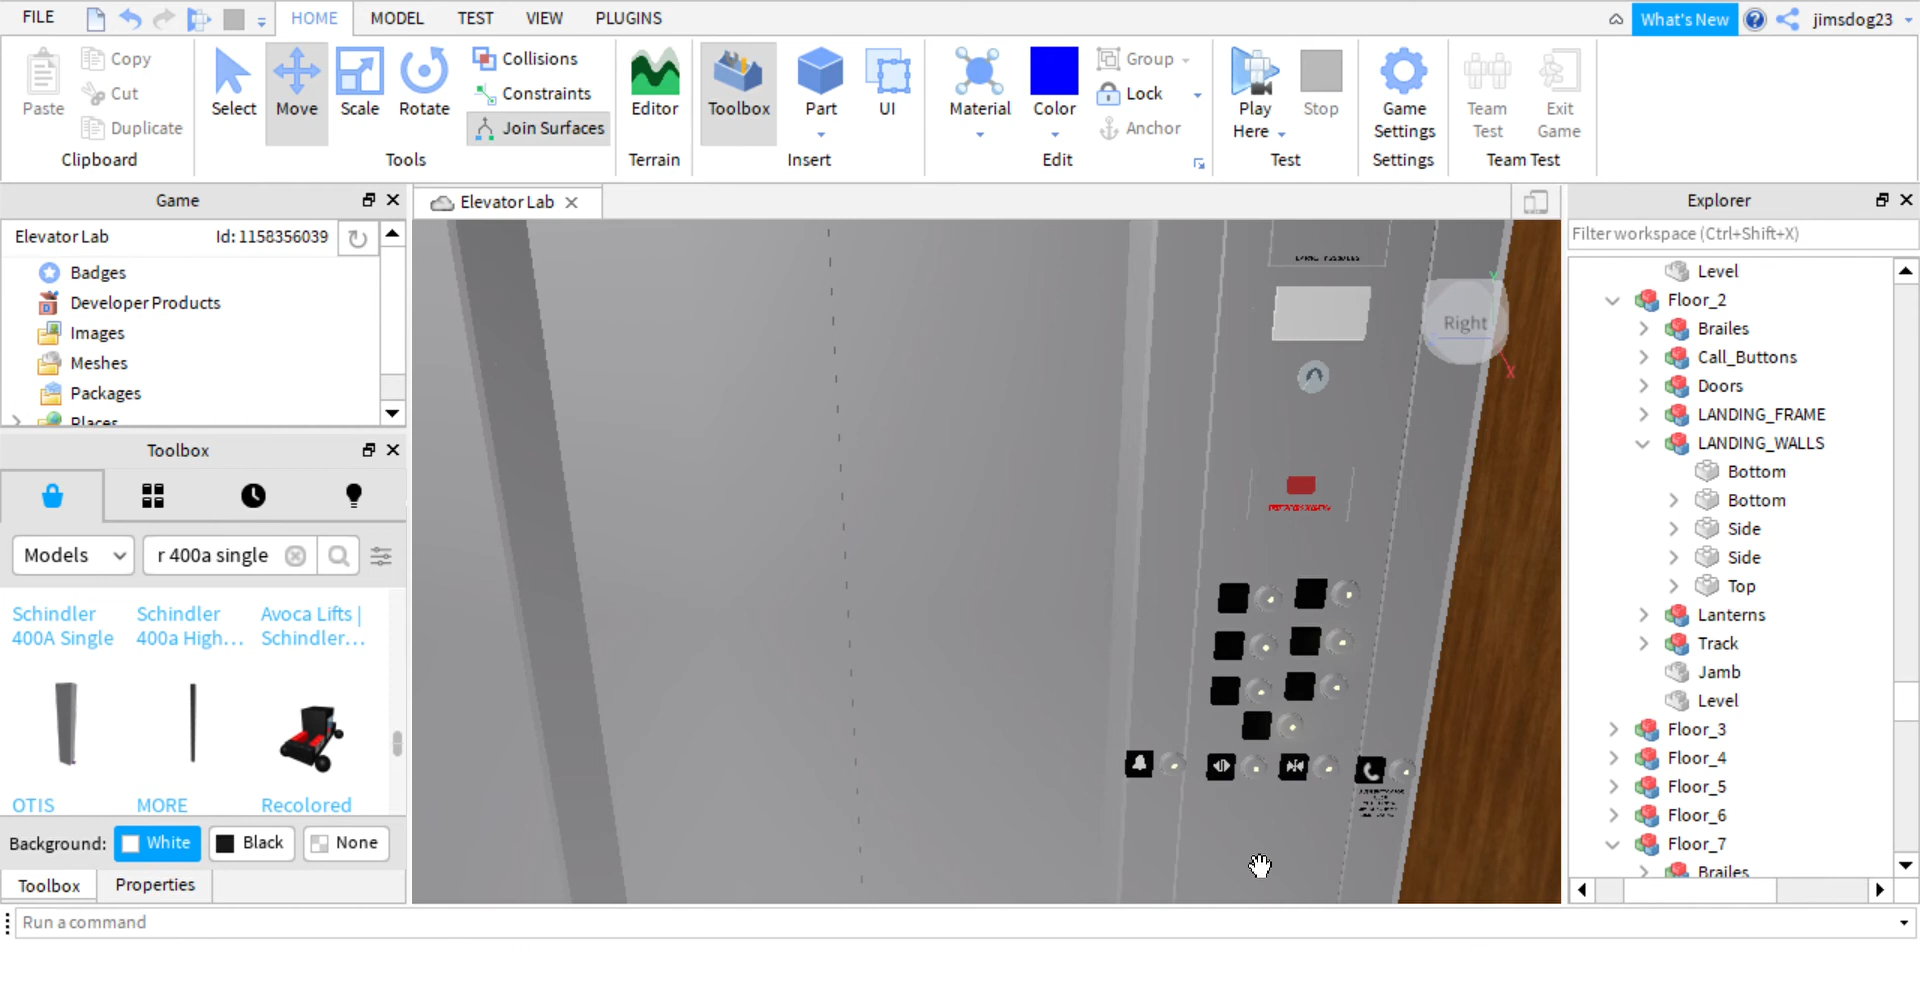 FILE
HOME
MODEL
TEST
VIEW
PLUGINS
What's New
jimsdog23
Paste
Copy
Cut
Duplicate
Clipboard
Select
Move
Scale
Rotate
Collisions
Constraints
Join Surfaces
Tools
Editor
Terrain
Toolbox
Part
UI
Insert
Material
Color
Group
Lock
Anchor
Edit
Play
Here
Stop
Test
Game
Settings
Settings
Team
Test
Exit
Game
Team Test
Game
Elevator Lab
Id: 1158356039
Badges
Developer Products
Images
Meshes
Packages
Places
Toolbox
Models
r 400a single
Schindler
400A Single
Schindler
400a High...
Avoca Lifts |
Schindler...
OTIS
MORE
Recolored
Background:
White
Black
None
Toolbox
Properties
Run a command
Elevator Lab
Right
X
Explorer
Filter workspace (Ctrl+Shift+X)
Level
Floor_2
Brailes
Call_Buttons
Doors
LANDING_FRAME
LANDING_WALLS
Bottom
Bottom
Side
Side
Top
Lanterns
Track
Jamb
Level
Floor_3
Floor_4
Floor_5
Floor_6
Floor_7
Brailes